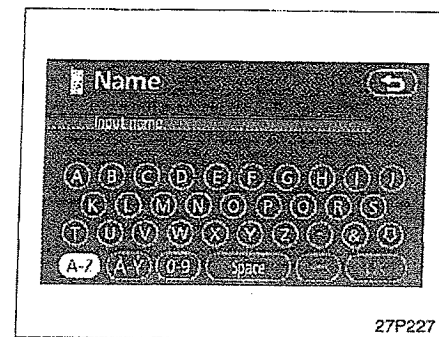 Name
Input name
A B C D E F G H I J
K L M N O P Q R S
T U V W X Y Z - &
A-Z À-Ý 0-9 Space
27P227